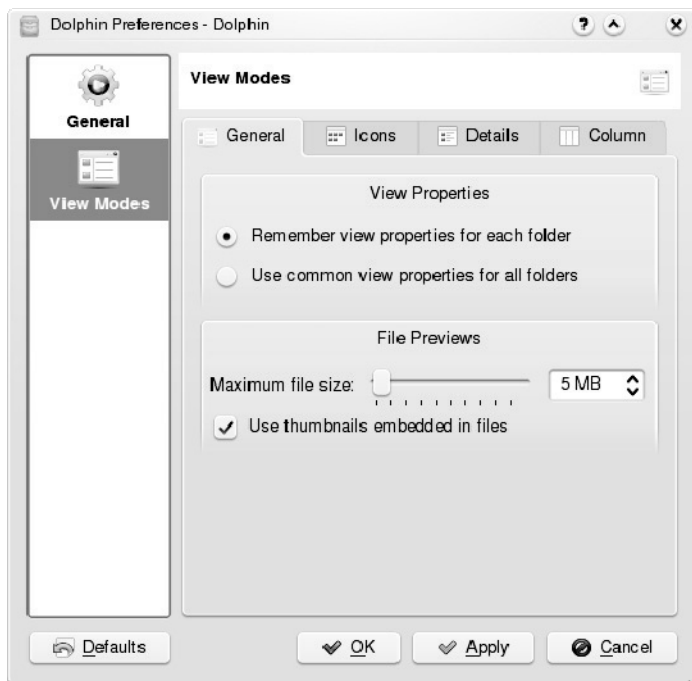 Dolphin Preferences - Dolphin
General
View Modes
View Modes
General
Icons
Details
Column
View Properties
Remember view properties for each folder
Use common view properties for all folders
File Previews
Maximum file size:
5 MB
Use thumbnails embedded in files
Defaults
OK
Apply
Cancel